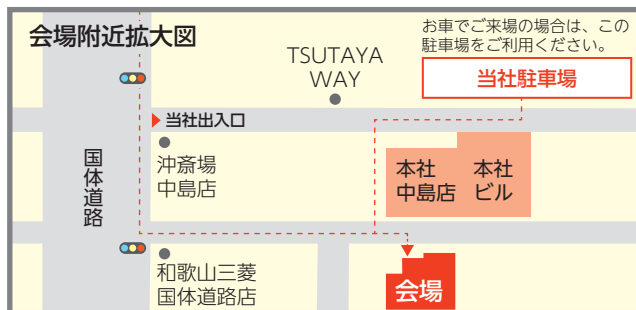 会場附近拡大図
お車でご来場の場合は、この
駐車場をご利用ください。
当社駐車場
TSUTAYA
WAY
当社出入口
国体道路
沖斎場
中島店
本社
中島店
本社
ビル
和歌山三菱
国体道路店
会場